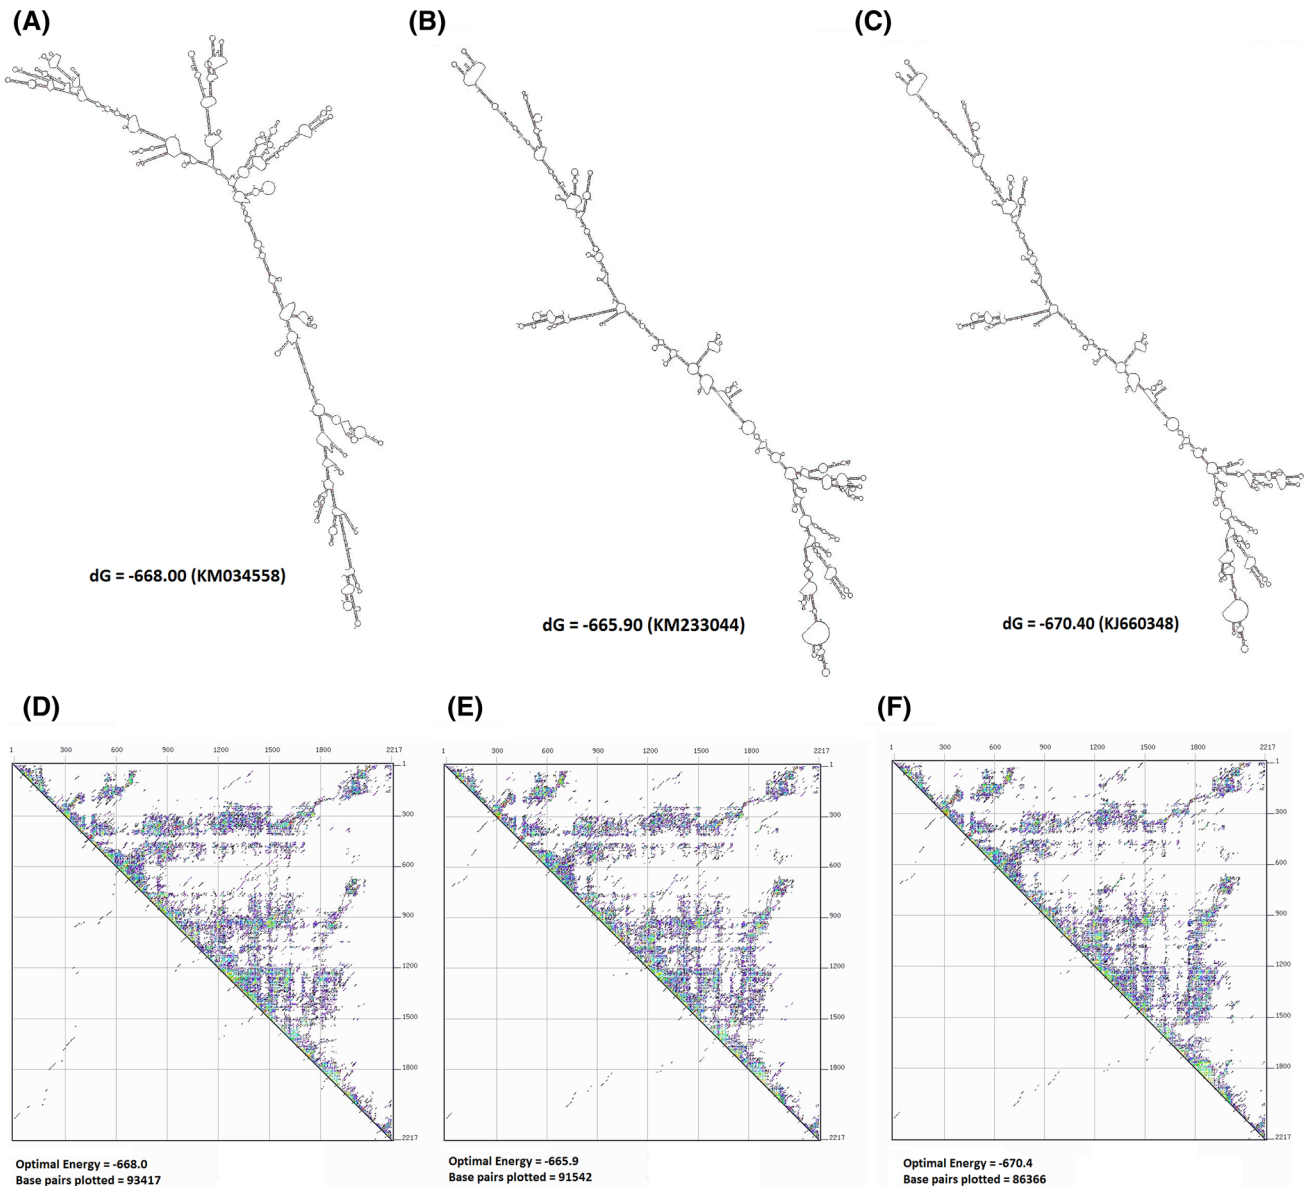 (A)
(B)
(C)
dG = -668.00 (KM034558)
dG = -665.90 (KM233044)
dG = -670.40 (KJ660348)
(D)
(E)
(F)
1 300 600 900 1200 1500 1800 2217
1
300
600
900
1200
1500
1800
2217
Optimal Energy = -668.0
Base pairs plotted = 93417
1 300 600 900 1200 1500 1800 2217
1
300
600
900
1200
1500
1800
2217
Optimal Energy = -665.9
Base pairs plotted = 91542
1 300 600 900 1200 1500 1800 2217
1
300
600
900
1200
1500
1800
2217
Optimal Energy = -670.4
Base pairs plotted = 86366